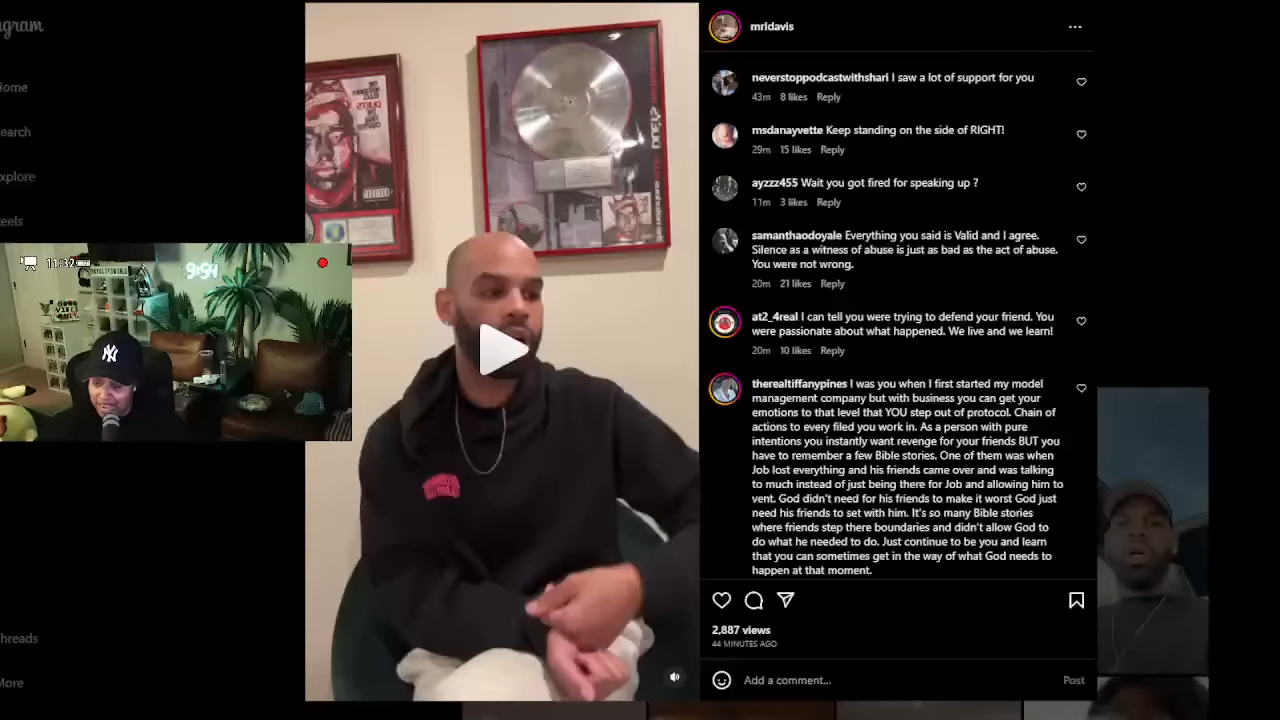 gram
ome
earch
xplore
eels
11:32
9:54
ROYALTY'S WORLD
NY
mrldavis
neverstoppodcastwithshari I saw a lot of support for you
43m 8 likes Reply
msdanayvette Keep standing on the side of RIGHT!
29m 15 likes Reply
ayzzz455 Wait you got fired for speaking up ?
11m 3 likes Reply
samanthaodoyale Everything you said is Valid and I agree.
Silence as a witness of abuse is just as bad as the act of abuse.
You were not wrong.
20m 21 likes Reply
at2_4real I can tell you were trying to defend your friend. You
were passionate about what happened. We live and we learn!
20m 10 likes Reply
therealtiffanypines I was you when I first started my model
management company but with business you can get your
emotions to that level that YOU step out of protocol. Chain of
actions to every filed you work in. As a person with pure
intentions you instantly want revenge for your friends BUT you
have to remember a few Bible stories. One of them was when
Job lost everything and his friends came over and was talking
to much instead of just being there for Job and allowing him to
vent. God didn't need for his friends to make it worst God just
need his friends to set with him. It's so many Bible stories
where friends step there boundaries and didn't allow God to
do what he needed to do. Just continue to be you and learn
that you can sometimes get in the way of what God needs to
happen at that moment.
2,887 views
44 MINUTES AGO
Add a comment...
Post
hreads
More